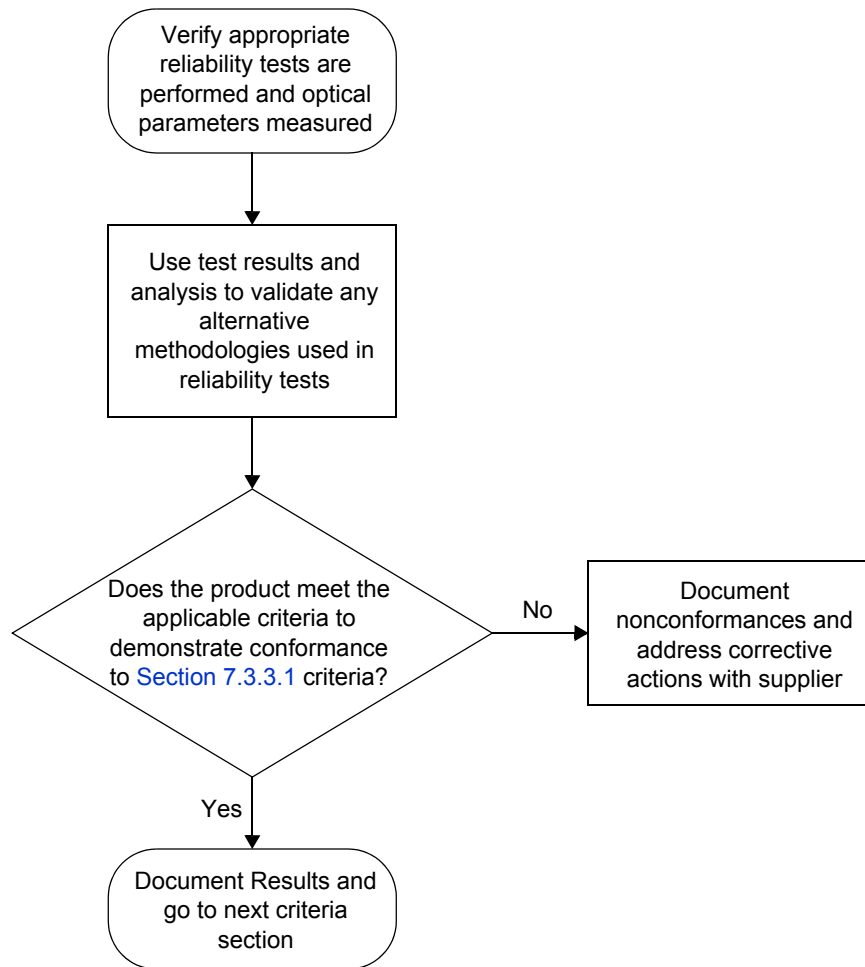 Verify appropriate
reliability tests are
performed and optical
parameters measured
Use test results and
analysis to validate any
alternative
methodologies used in
reliability tests
Does the product meet the
applicable criteria to
demonstrate conformance
to Section 7.3.3.1 criteria?
No
Document
nonconformances and
address corrective
actions with supplier
Yes
Document Results and
go to next criteria
section